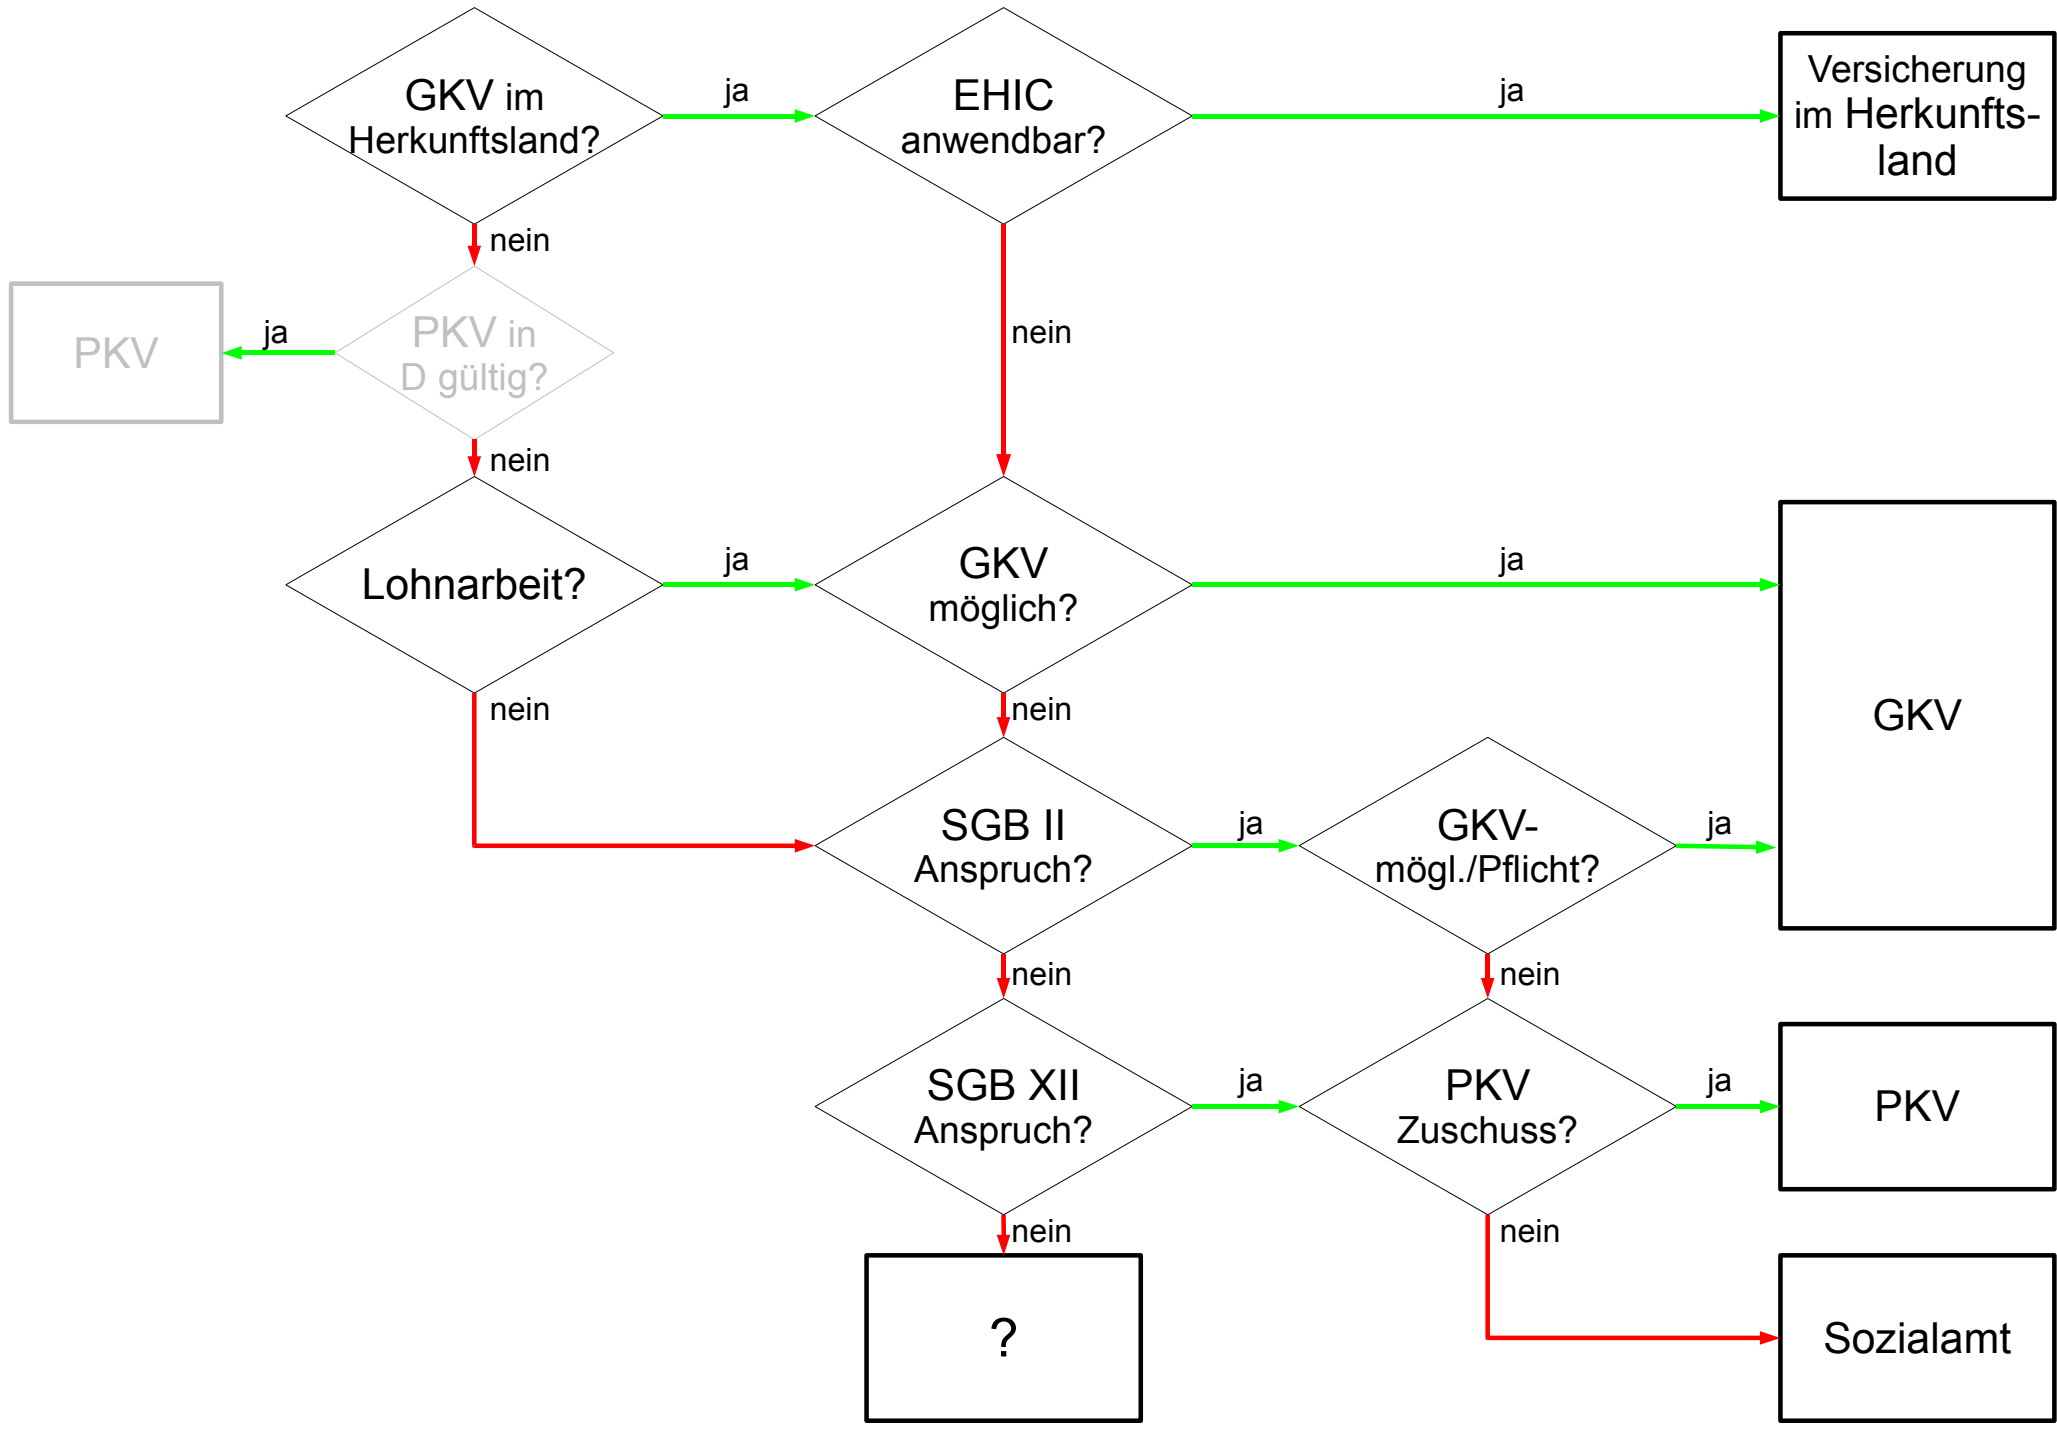 GKV im
Herkunftsland?
ja
EHIC
anwendbar?
ja
Versicherung
im Herkunfts-
land
nein
PKV
ja
PKV in
D gültig?
nein
nein
Lohnarbeit?
ja
GKV
möglich?
ja
GKV
nein
nein
SGB II
Anspruch?
ja
GKV-
mögl./Pflicht?
ja
nein
nein
SGB XII
Anspruch?
ja
PKV
Zuschuss?
ja
PKV
nein
nein
?
Sozialamt